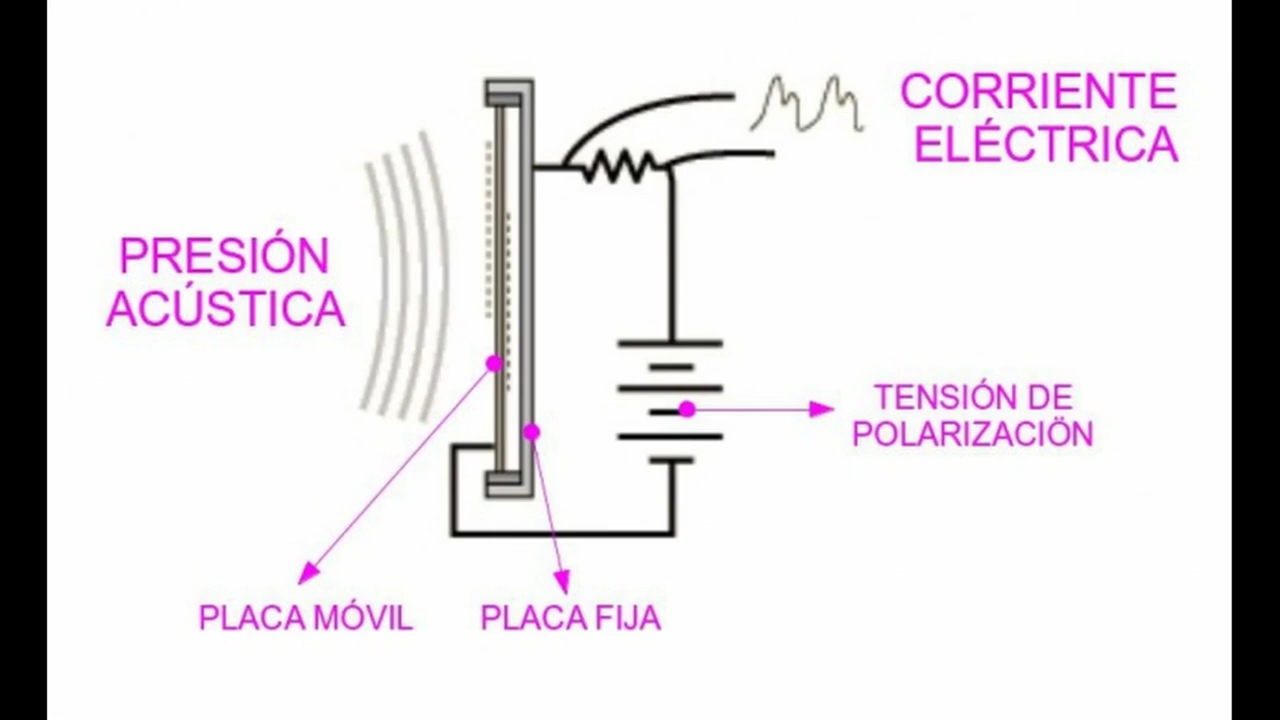 CORRIENTE
ELÉCTRICA
PRESIÓN
ACÚSTICA
TENSIÓN DE
POLARIZACIÖN
PLACA MÓVIL
PLACA FIJA